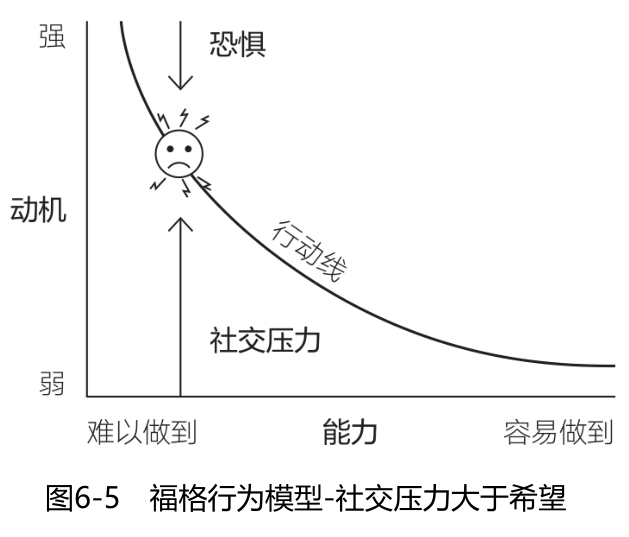 强
恐惧
动机
行动线
社交压力
弱
难以做到
能力
容易做到
图6-5 福格行为模型-社交压力大于希望